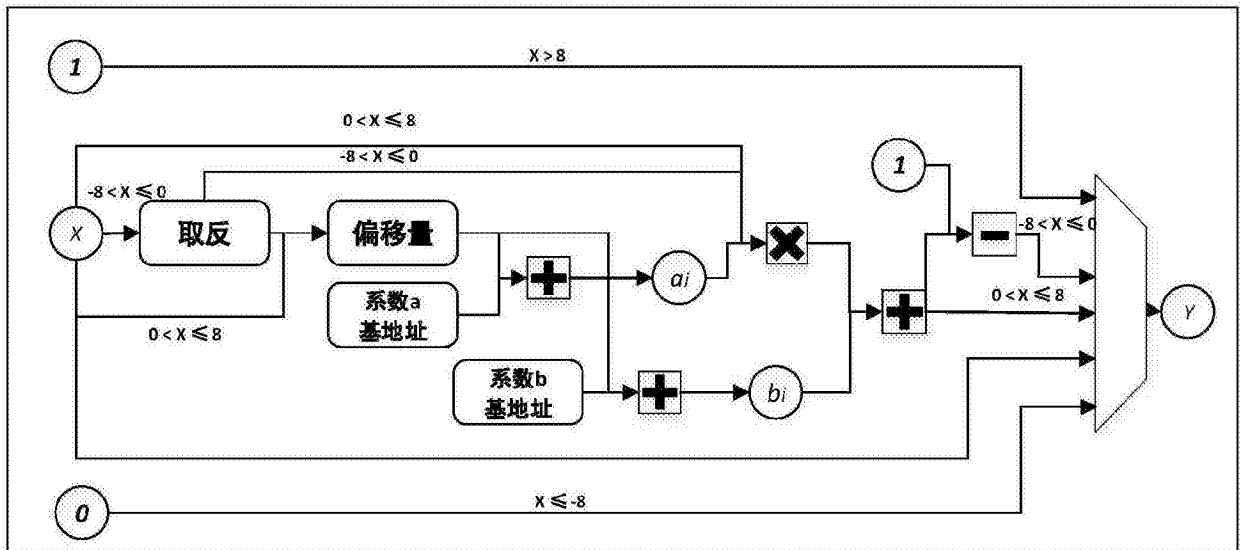 1
X > 8
0 < X ≤ 8
-8 < X ≤ 0
1
-8 < X ≤ 0
X
取反
偏移量
-8 < X ≤ 0
ai
系数a
基地址
0 < X ≤ 8
0 < X ≤ 8
Y
系数b
基地址
bi
0
X ≤ -8